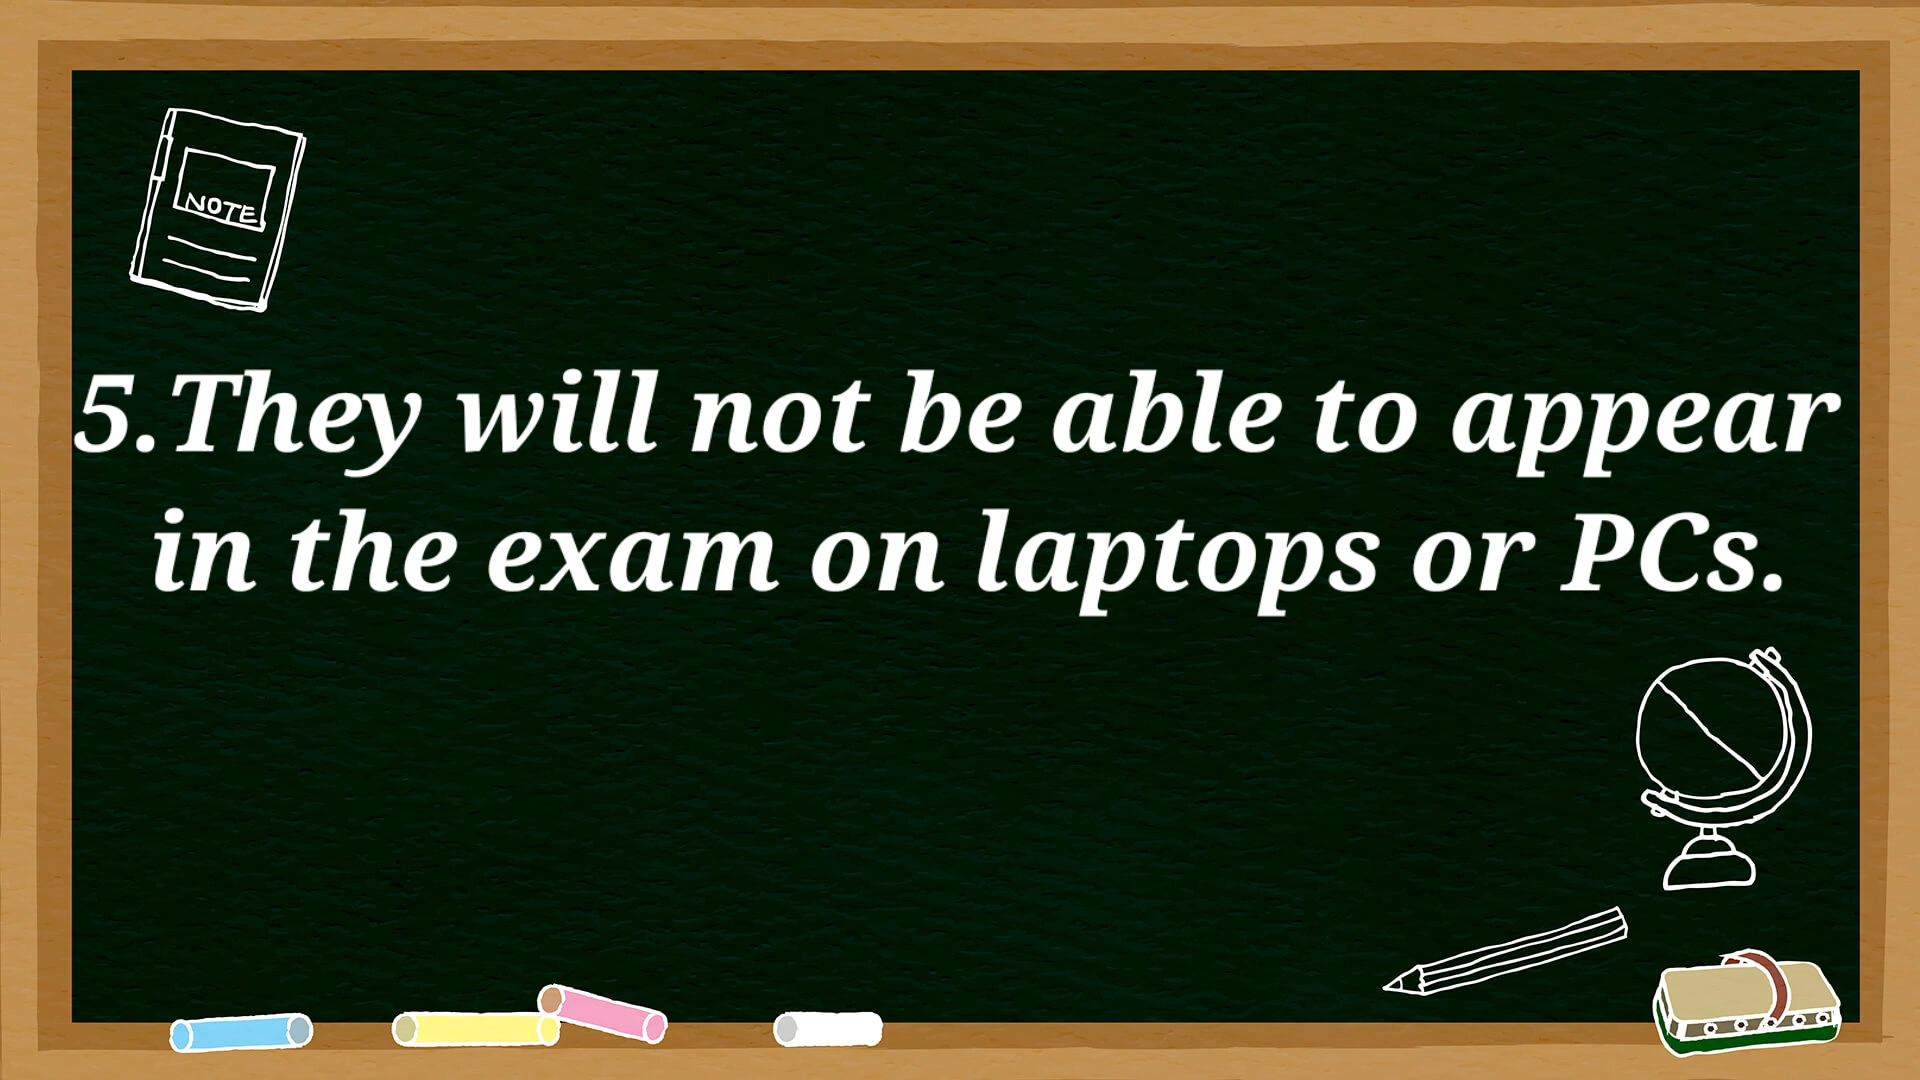 NOTE
5.They will not be able to appear
in the exam on laptops or PCs.